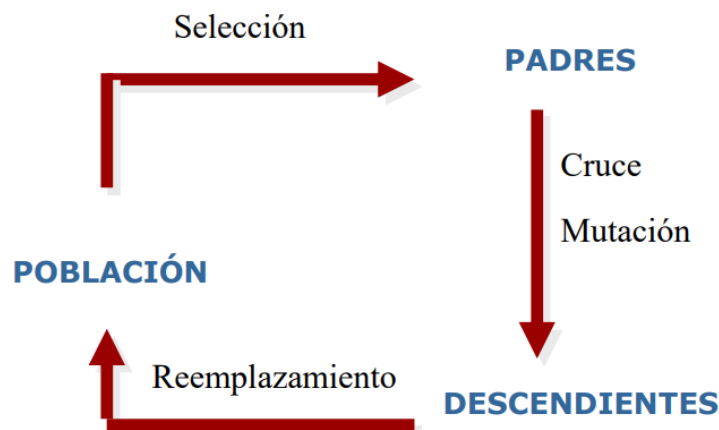 Selección
PADRES
Cruce
Mutación
POBLACIÓN
Reemplazamiento
DESCENDIENTES